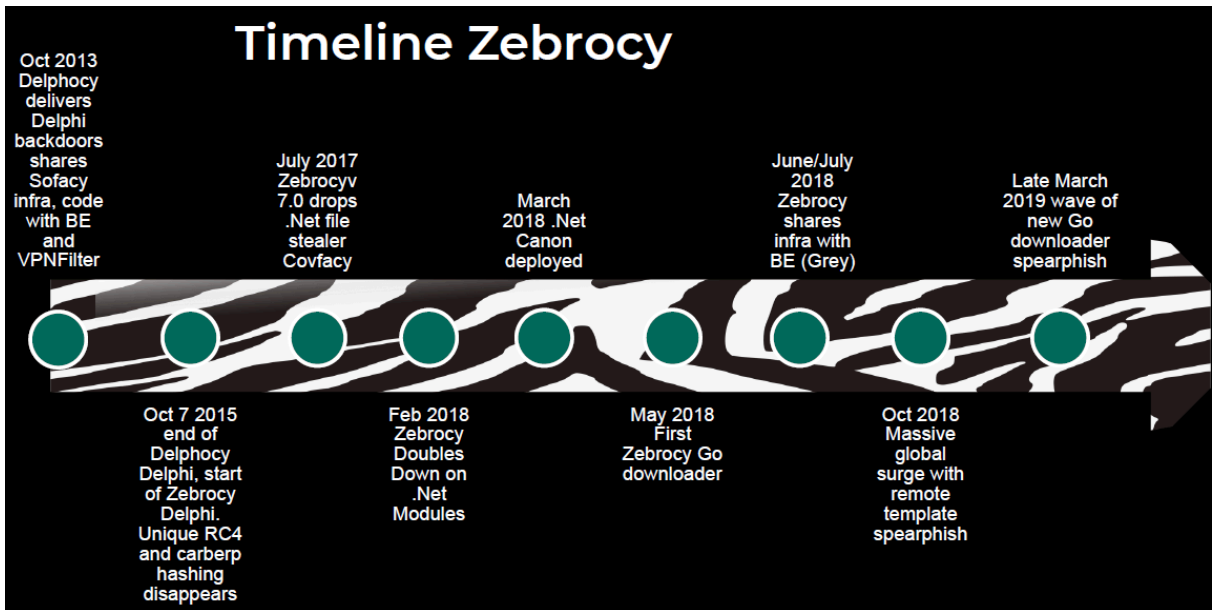 Timeline Zebrocy
Oct 2013
Delphocy
delivers
Delphi
backdoors
shares
Sofacy
infra, code
with BE
and
VPNFilter
Oct 7 2015
end of
Delphocy
Delphi, start
of Zebrocy
Delphi.
Unique RC4
and carberp
hashing
disappears
July 2017
Zebrocyv
7.0 drops
.Net file
stealer
Covfacy
Feb 2018
Zebrocy
Doubles
Down on
.Net
Modules
March
2018 .Net
Canon
deployed
May 2018
First
Zebrocy Go
downloader
June/July
2018
Zebrocy
shares
infra with
BE (Grey)
Oct 2018
Massive
global
surge with
remote
template
spearphish
Late March
2019 wave of
new Go
downloader
spearphish